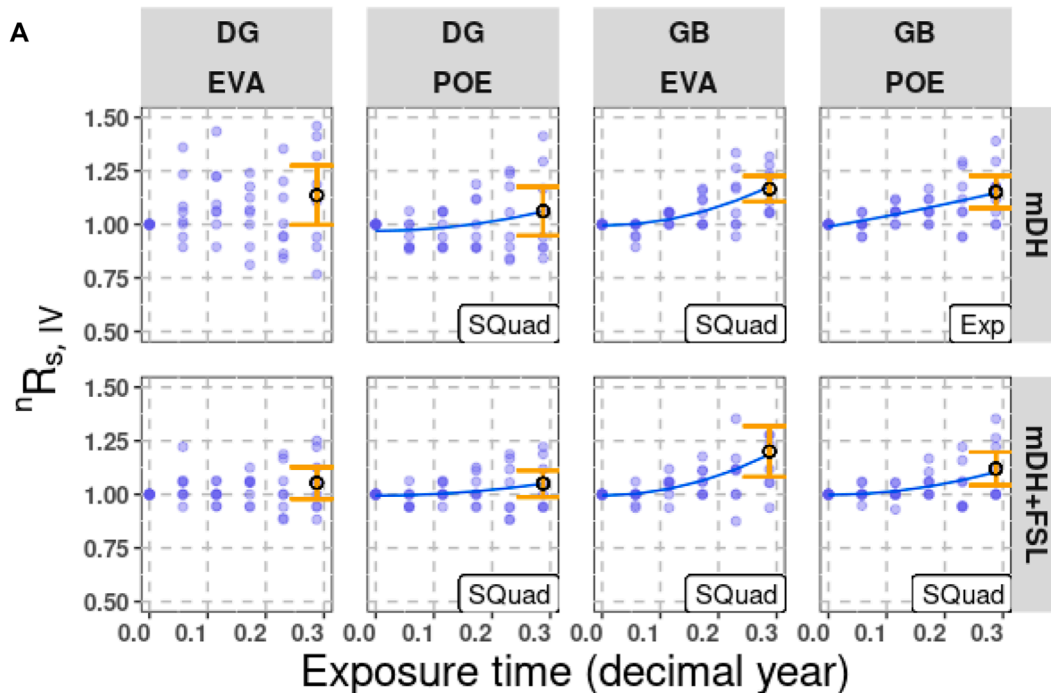 A
DG DG GB GB
EVA POE EVA POE
1.50
1.25
1.00
0.75
0.50
mDH
SQuad SQuad Exp
1.50
1.25
1.00
0.75
0.50
mDH+FSL
SQuad SQuad SQuad
nRs, IV
0.0 0.1 0.2 0.3 0.0 0.1 0.2 0.3 0.0 0.1 0.2 0.3 0.0 0.1 0.2 0.3
Exposure time (decimal year)